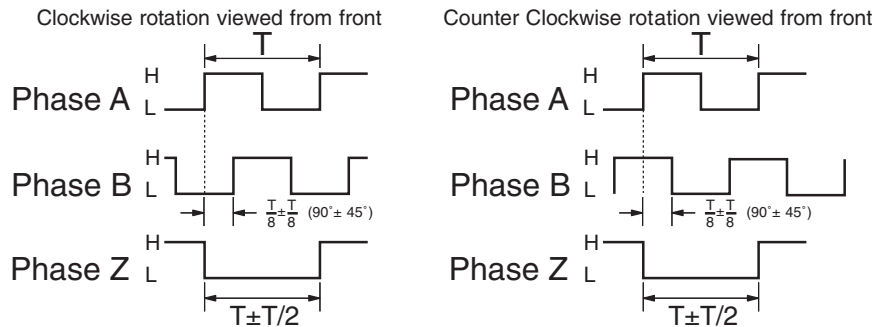 Clockwise rotation viewed from front
T
H
Phase A
L
H
Phase B
L
T/8±T/8 (90°± 45°)
H
Phase Z
L
T±T/2
Counter Clockwise rotation viewed from front
T
H
Phase A
L
H
Phase B
L
T/8±T/8 (90°± 45°)
H
Phase Z
L
T±T/2